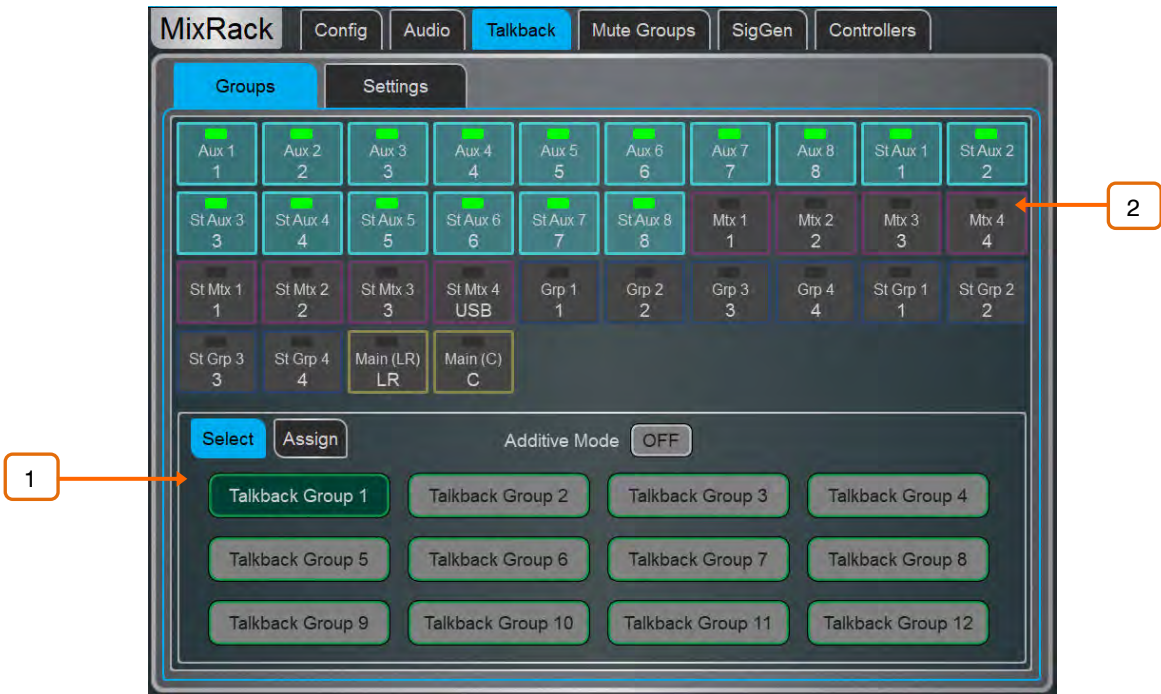 MixRack Config Audio Talkback Mute Groups SigGen Controllers
Groups Settings
Aux 1 Aux 2 Aux 3 Aux 4 Aux 5 Aux 6 Aux 7 Aux 8 St Aux 1 St Aux 2
1 2 3 4 5 6 7 8 1 2
St Aux 3 St Aux 4 St Aux 5 St Aux 6 St Aux 7 St Aux 8 Mtx 1 Mtx 2 Mtx 3 Mtx 4
3 4 5 6 7 8 1 2 3 4
2
St Mtx 1 St Mtx 2 St Mtx 3 St Mtx 4 Grp 1 Grp 2 Grp 3 Grp 4 St Grp 1 St Grp 2
1 2 3 USB 1 2 3 4 1 2
St Grp 3 St Grp 4 Main (LR) Main (C)
3 4 LR C
Select Assign Additive Mode OFF
1
Talkback Group 1 Talkback Group 2 Talkback Group 3 Talkback Group 4
Talkback Group 5 Talkback Group 6 Talkback Group 7 Talkback Group 8
Talkback Group 9 Talkback Group 10 Talkback Group 11 Talkback Group 12